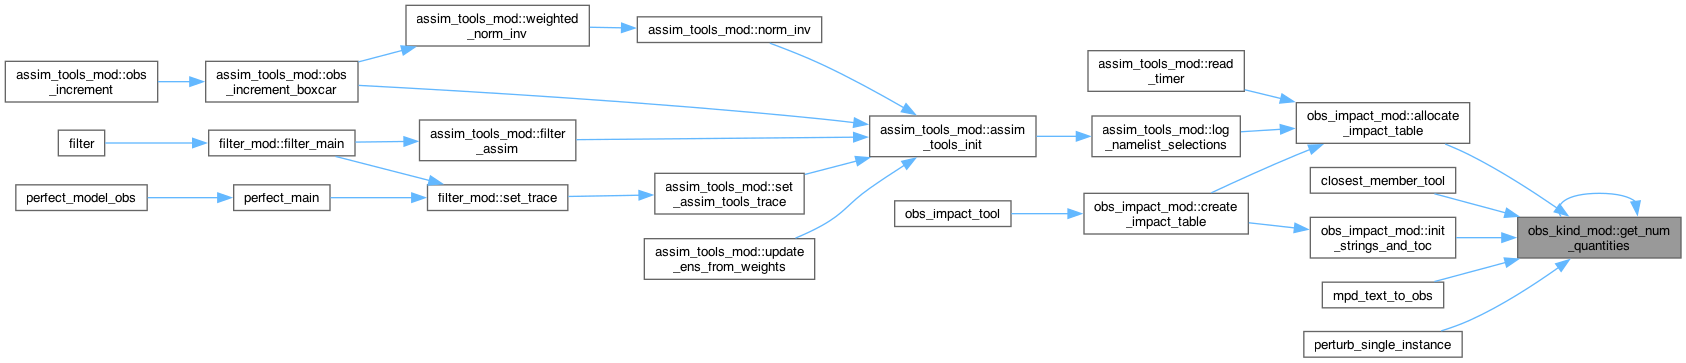 assim_tools_mod::weighted
_norm_inv
assim_tools_mod::norm_inv
assim_tools_mod::obs
_increment
assim_tools_mod::obs
_increment_boxcar
assim_tools_mod::read
_timer
obs_impact_mod::allocate
_impact_table
filter
filter_mod::filter_main
assim_tools_mod::filter
_assim
assim_tools_mod::assim
_tools_init
assim_tools_mod::log
_namelist_selections
closest_member_tool
perfect_model_obs
perfect_main
filter_mod::set_trace
assim_tools_mod::set
_assim_tools_trace
obs_impact_tool
obs_impact_mod::create
_impact_table
obs_impact_mod::init
_strings_and_toc
obs_kind_mod::get_num
_quantities
assim_tools_mod::update
_ens_from_weights
mpd_text_to_obs
perturb_single_instance